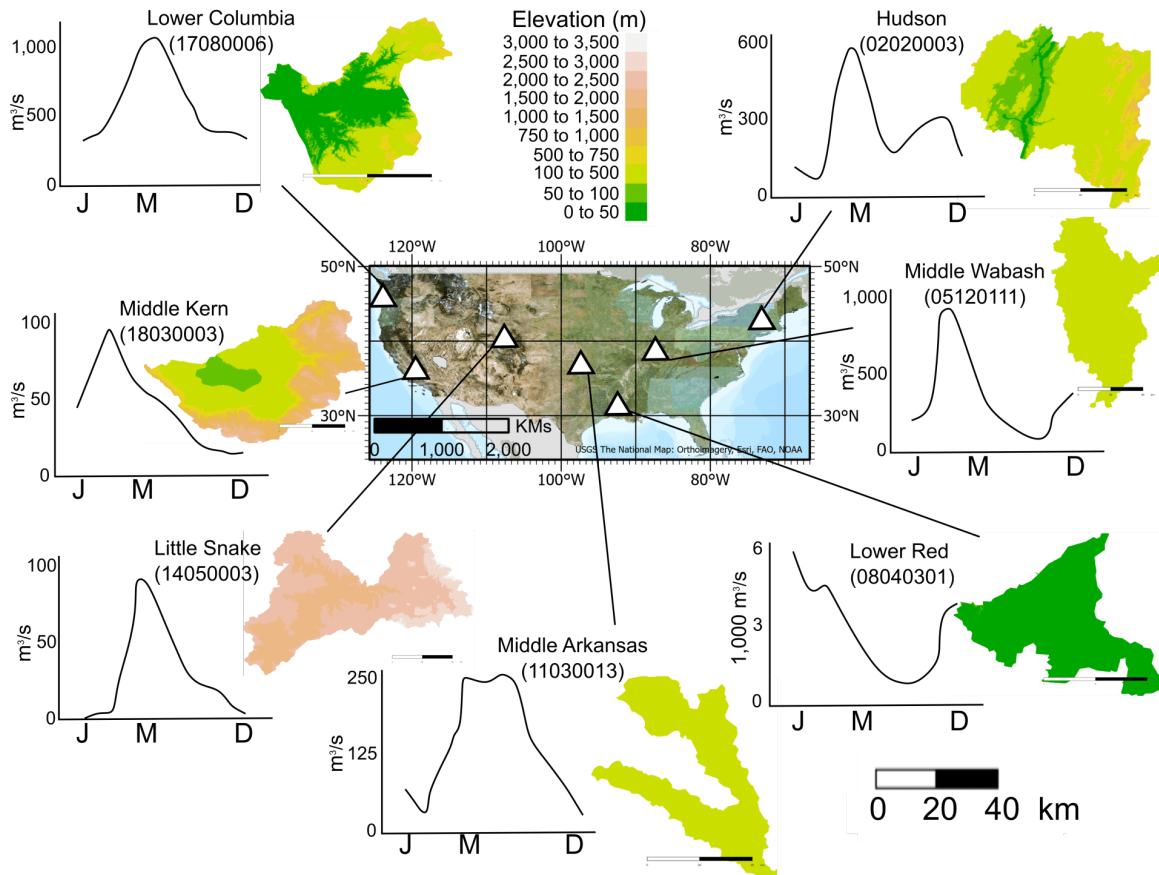 Lower Columbia
(17080006)
1,000
500
0
m³/s
J M D
Elevation (m)
3,000 to 3,500
2,500 to 3,000
2,000 to 2,500
1,500 to 2,000
1,000 to 1,500
750 to 1,000
500 to 750
100 to 500
50 to 100
0 to 50
Hudson
(02020003)
600
300
0
m³/s
J M D
Middle Kern
(18030003)
100
50
0
m³/s
J M D
120°W 100°W 80°W
50°N 50°N
30°N 30°N
KMs
0 1,000 2,000
USGS The National Map: Orthoimagery, Esri, FAO, NOAA
120°W 100°W 80°W
Middle Wabash
(05120111)
1,000
500
0
m³/s
J M D
Little Snake
(14050003)
100
50
0
m³/s
J M D
Middle Arkansas
(11030013)
250
125
0
m³/s
J M D
Lower Red
(08040301)
6
3
0
1,000 m³/s
J M D
0 20 40 km